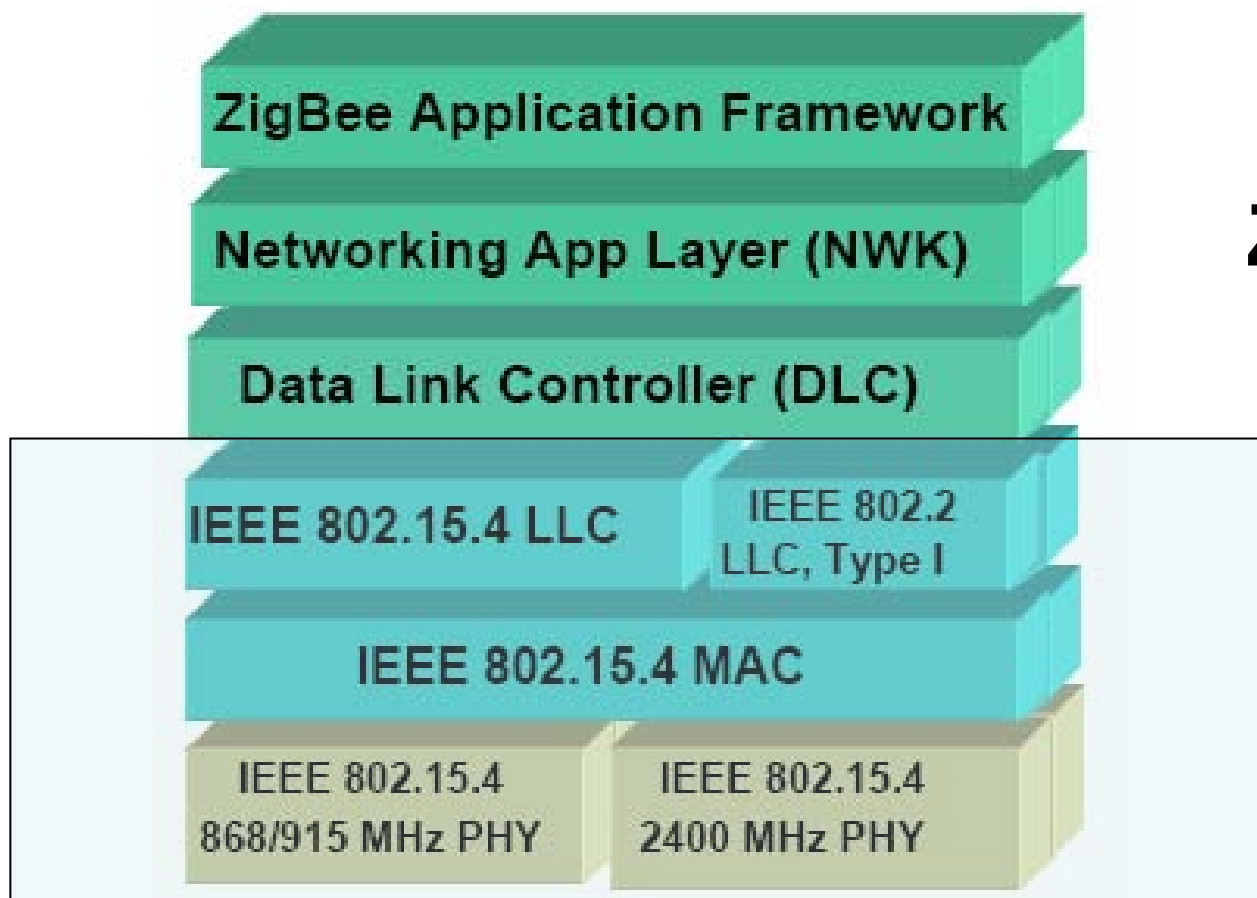 ZigBee Application Framework
Networking App Layer (NWK)
Data Link Controller (DLC)
IEEE 802.15.4 LLC
IEEE 802.2
LLC, Type I
IEEE 802.15.4 MAC
IEEE 802.15.4
868/915 MHz PHY
IEEE 802.15.4
2400 MHz PHY